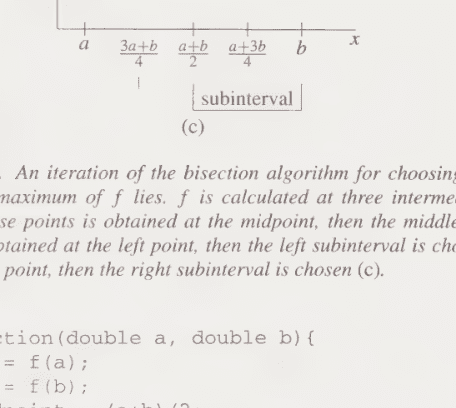 a (3a+b)/4 (a+b)/2 (a+3b)/4 b x
subinterval
(c)
. An iteration of the bisection algorithm for choosing
maximum of f lies. f is calculated at three
se points is obtained at the midpoint, then the middle
btained at the left point, then the left subinterval is
point, then the right subinterval is chosen (c).
ction(double a, double b){
= f(a);
= f(b);